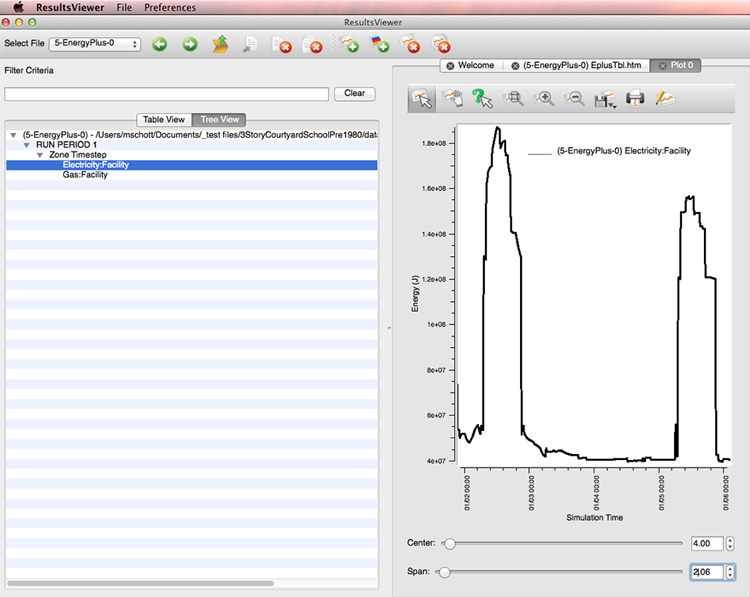 ResultsViewer File Preferences
ResultsViewer
Select File 5-EnergyPlus-0
Filter Criteria
Clear
Table View Tree View
(5-EnergyPlus-0) - /Users/mschott/Documents/_test files/3StoryCourtyardSchoolPre1980/data
RUN PERIOD 1
Zone Timestep
Electricity:Facility
Gas:Facility
Welcome (5-EnergyPlus-0) EplusTbl.htm Plot 0
(5-EnergyPlus-0) Electricity:Facility
Energy (J)
1.8e+08
1.6e+08
1.4e+08
1.2e+08
1e+08
8e+07
6e+07
4e+07
01/02 00:00
01/03 00:00
01/04 00:00
01/05 00:00
01/06 00:00
Simulation Time
Center: 4.00
Span: 2.06